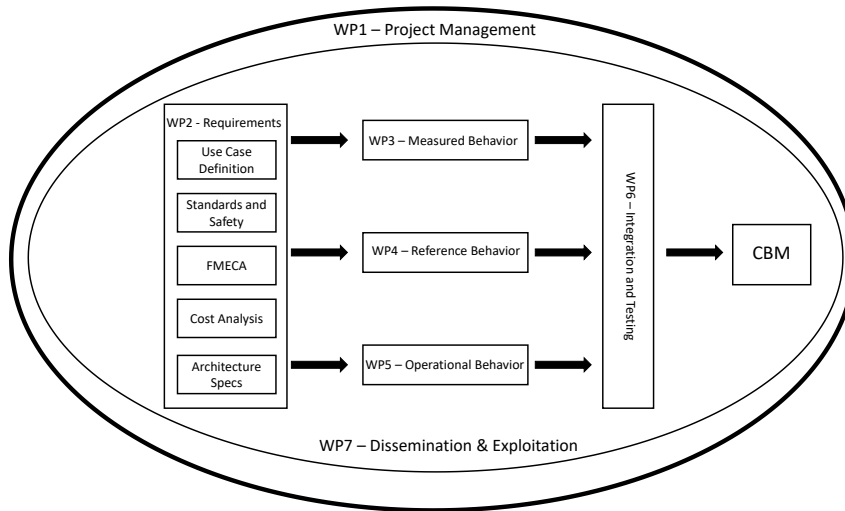 WP1 – Project Management
WP2 - Requirements
Use Case
Definition
Standards and
Safety
FMECA
Cost Analysis
Architecture
Specs
WP3 – Measured Behavior
WP4 – Reference Behavior
WP5 – Operational Behavior
WP6 – Integration and Testing
CBM
WP7 – Dissemination & Exploitation